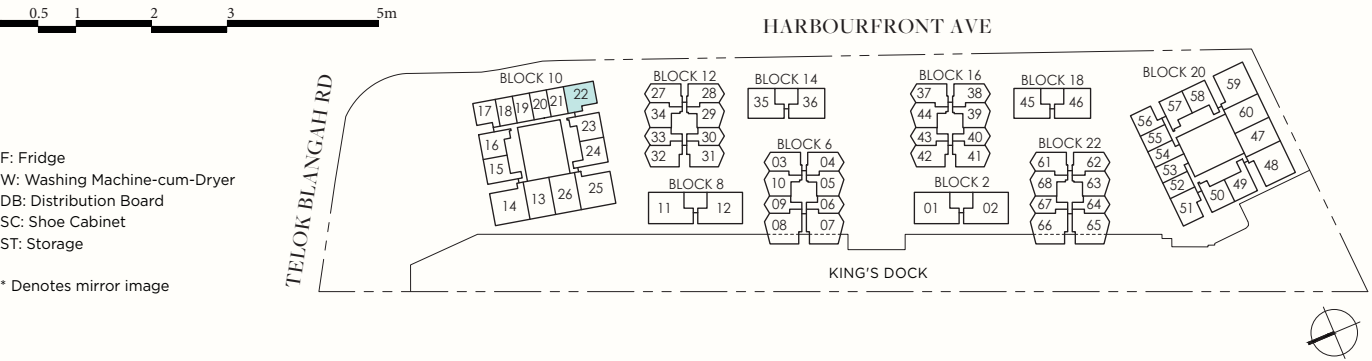 0.5 1 2 3 5m
HARBOURFRONT AVE
TELOK BLANGAH RD
F: Fridge
W: Washing Machine-cum-Dryer
DB: Distribution Board
SC: Shoe Cabinet
ST: Storage
* Denotes mirror image
BLOCK 10
17 18 19 20 21 22
16 23
15 24
14 13 26 25
BLOCK 12
27 28
34 29
33 30
32 31
BLOCK 14
35 36
BLOCK 8
11 12
BLOCK 6
03 04
10 05
09 06
08 07
BLOCK 16
37 38
44 39
43 40
42 41
BLOCK 18
45 46
BLOCK 2
01 02
BLOCK 22
61 62
68 63
67 64
66 65
BLOCK 20
56 57 58 59
55 60
54 47
53 48
52 49
51 50
KING'S DOCK